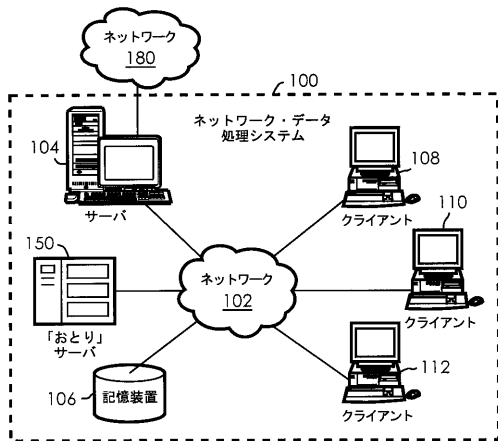 ネットワーク
180
100
ネットワーク・データ
処理システム
104
サーバ
108
クライアント
110
クライアント
150
「おとり」
サーバ
ネットワーク
102
106
記憶装置
112
クライアント